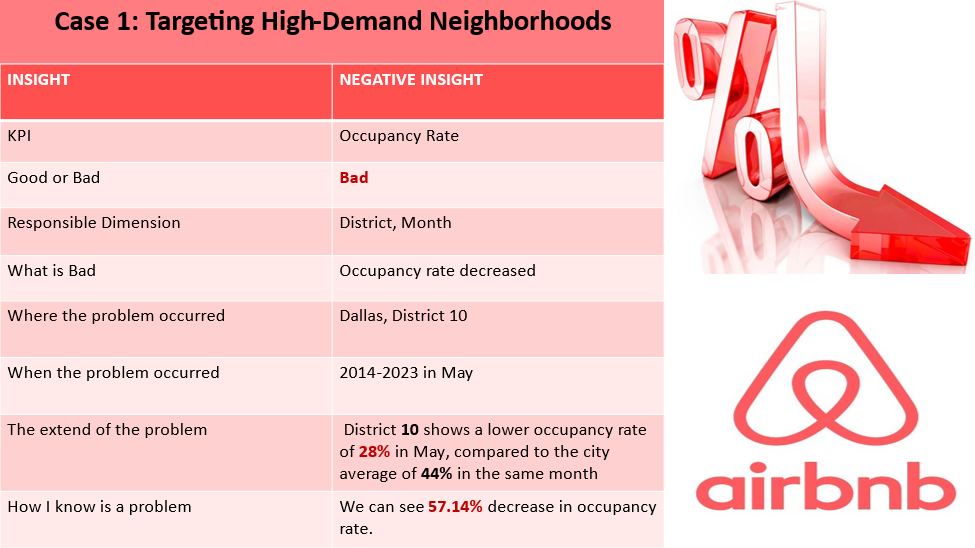 Case 1: Targeting High-Demand Neighborhoods
INSIGHT
NEGATIVE INSIGHT
KPI
Occupancy Rate
Good or Bad
Bad
Responsible Dimension
District, Month
What is Bad
Occupancy rate decreased
Where the problem occurred
Dallas, District 10
When the problem occurred
2014-2023 in May
The extend of the problem
District 10 shows a lower occupancy rate
of 28% in May, compared to the city
average of 44% in the same month
How I know is a problem
We can see 57.14% decrease in occupancy
rate.
%
airbnb